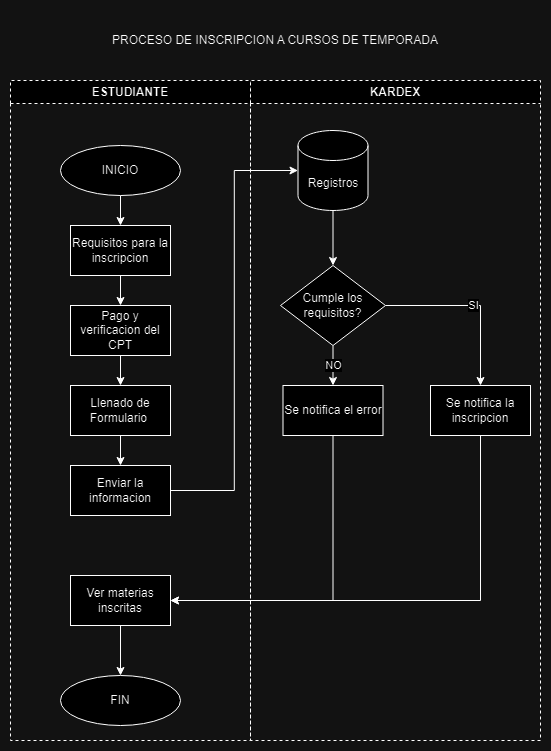 PROCESO DE INSCRIPCION A CURSOS DE TEMPORADA
ESTUDIANTE
KARDEX
INICIO
Requisitos para la
inscripcion
Pago y
verificacion del
CPT
Llenado de
Formulario
Enviar la
informacion
Registros
Cumple los
requisitos?
SI
NO
Se notifica el error
Se notifica la
inscripcion
Ver materias
inscritas
FIN